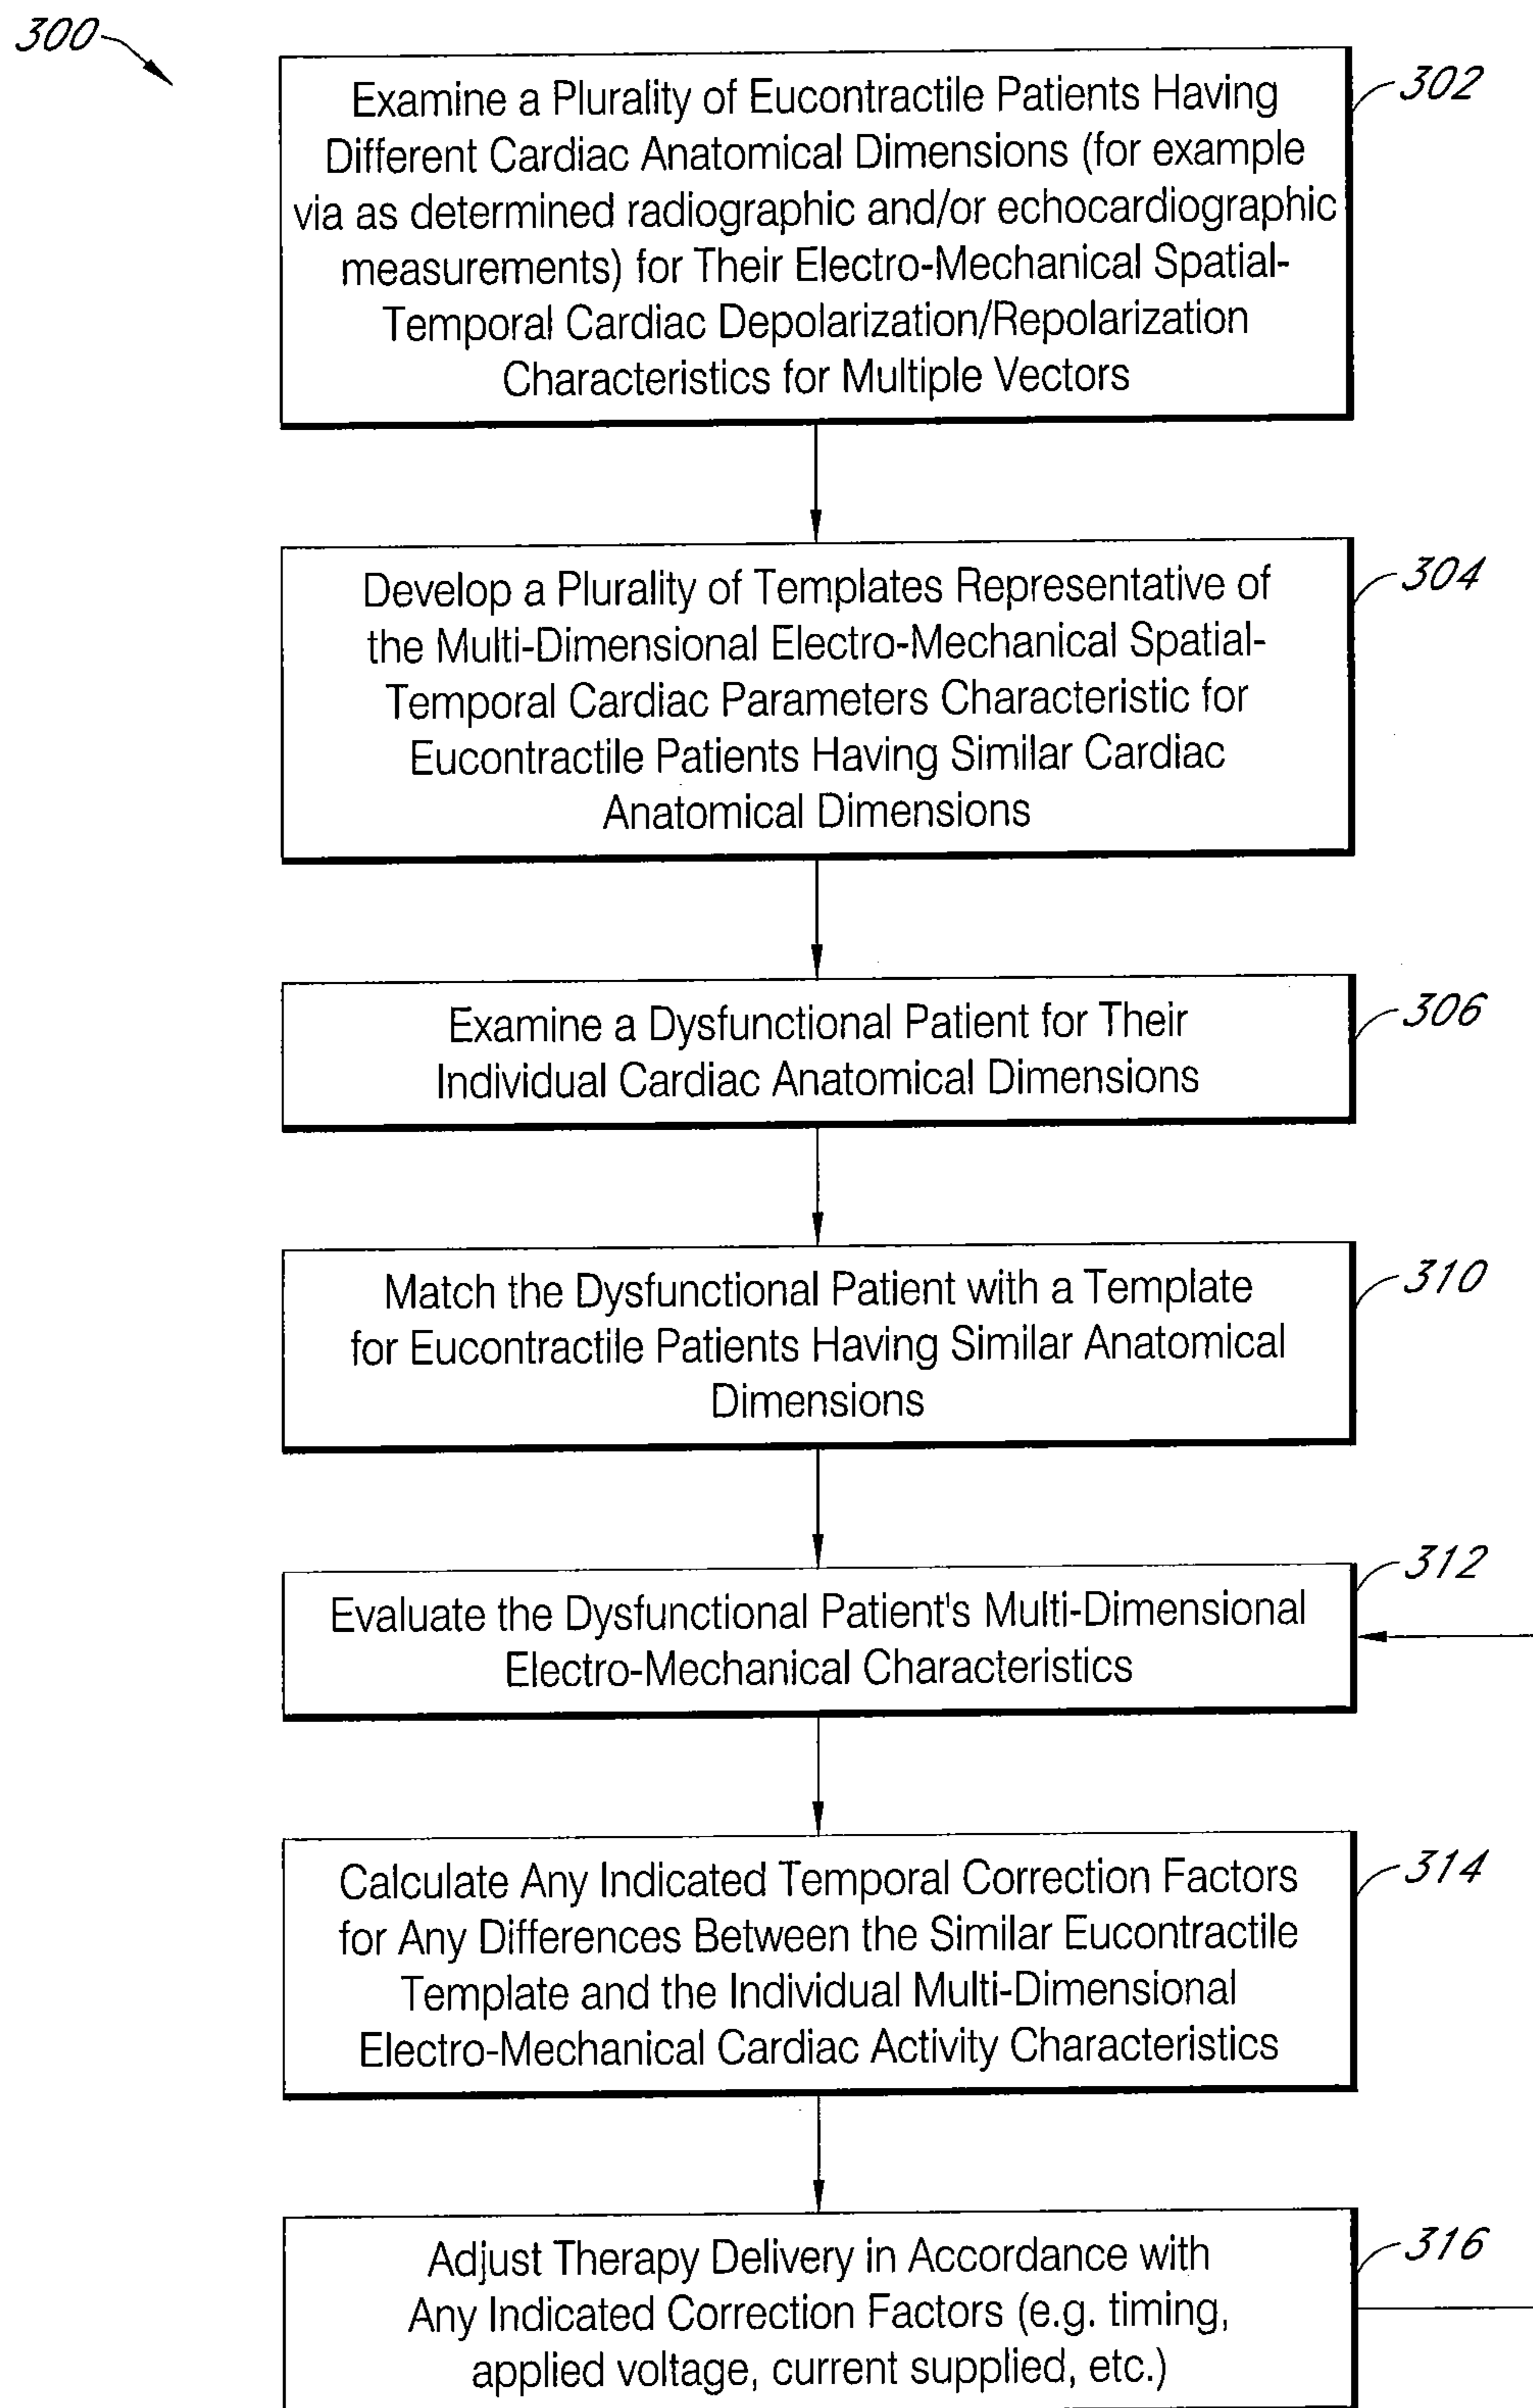 300
Examine a Plurality of Eucontractile Patients Having
Different Cardiac Anatomical Dimensions (for example
via as determined radiographic and/or echocardiographic
measurements) for Their Electro-Mechanical Spatial-
Temporal Cardiac Depolarization/Repolarization
Characteristics for Multiple Vectors
302
Develop a Plurality of Templates Representative of
the Multi-Dimensional Electro-Mechanical Spatial-
Temporal Cardiac Parameters Characteristic for
Eucontractile Patients Having Similar Cardiac
Anatomical Dimensions
304
Examine a Dysfunctional Patient for Their
Individual Cardiac Anatomical Dimensions
306
Match the Dysfunctional Patient with a Template
for Eucontractile Patients Having Similar Anatomical
Dimensions
310
Evaluate the Dysfunctional Patient's Multi-Dimensional
Electro-Mechanical Characteristics
312
Calculate Any Indicated Temporal Correction Factors
for Any Differences Between the Similar Eucontractile
Template and the Individual Multi-Dimensional
Electro-Mechanical Cardiac Activity Characteristics
314
Adjust Therapy Delivery in Accordance with
Any Indicated Correction Factors (e.g. timing,
applied voltage, current supplied, etc.)
316